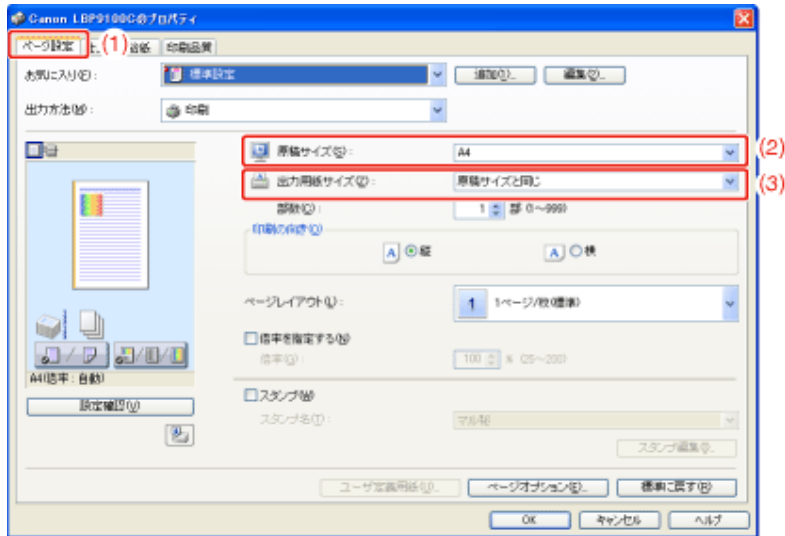 Canon LBP9100Cのプロパティ
ページ設定 (1) 給紙 印刷品質
お気に入り(F): 標準設定 追加(1)... 編集(2)...
出力方法(M): 印刷
原稿サイズ(S): A4 (2)
出力用紙サイズ(Z): 原稿サイズと同じ (3)
部数(C): 1 部 (1～999)
印刷の向き(O)
A 縦 A 横
ページレイアウト(L): 1 1ページ/枚(標準)
倍率を指定する(N)
倍率(G): 100 % (25～200)
A4(倍率：自動)
設定確認(V)
スタンプ(W)
スタンプ名(T): マル秘
スタンプ編集(I)...
ユーザ定義用紙(U)... ページオプション(E)... 標準に戻す(R)
OK キャンセル ヘルプ